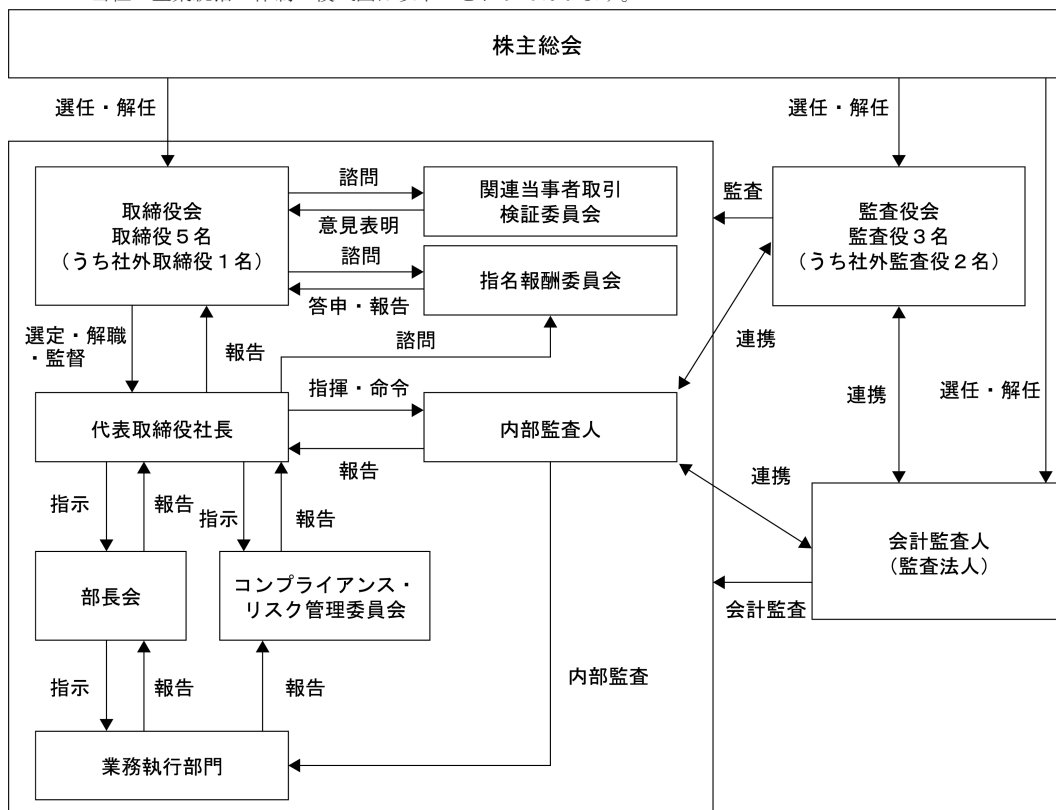 株主総会
選任・解任
選任・解任
取締役会
取締役5名
（うち社外取締役1名）
諮問
意見表明
関連当事者取引
検証委員会
監査
監査役会
監査役3名
（うち社外監査役2名）
諮問
答申・報告
指名報酬委員会
選定・解職
・監督
報告
諮問
連携
連携
選任・解任
代表取締役社長
指揮・命令
報告
内部監査人
連携
指示
報告
指示
報告
会計監査人
（監査法人）
部長会
コンプライアンス・
リスク管理委員会
会計監査
指示
報告
報告
内部監査
業務執行部門